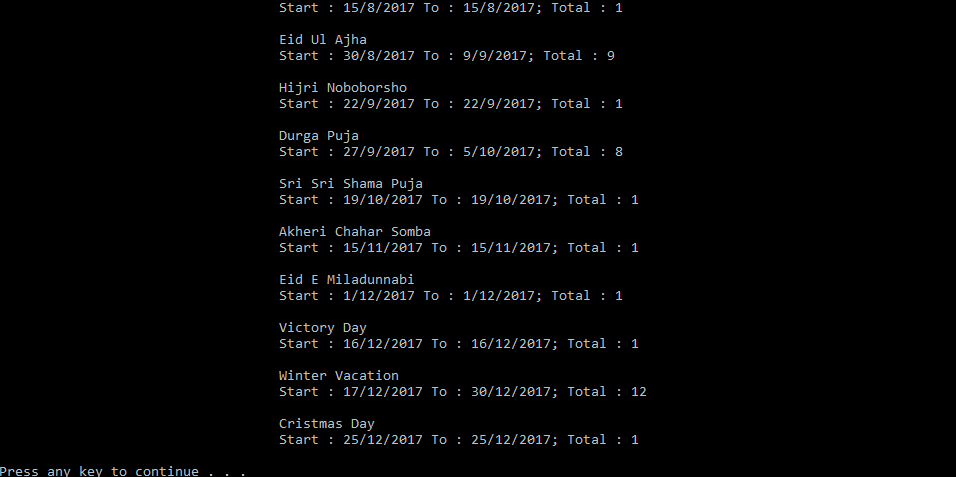 Start : 15/8/2017 To : 15/8/2017; Total : 1
Eid Ul Ajha
Start : 30/8/2017 To : 9/9/2017; Total : 9
Hijri Noboborsho
Start : 22/9/2017 To : 22/9/2017; Total : 1
Durga Puja
Start : 27/9/2017 To : 5/10/2017; Total : 8
Sri Sri Shama Puja
Start : 19/10/2017 To : 19/10/2017; Total : 1
Akheri Chahar Somba
Start : 15/11/2017 To : 15/11/2017; Total : 1
Eid E Miladunnabi
Start : 1/12/2017 To : 1/12/2017; Total : 1
Victory Day
Start : 16/12/2017 To : 16/12/2017; Total : 1
Winter Vacation
Start : 17/12/2017 To : 30/12/2017; Total : 12
Cristmas Day
Start : 25/12/2017 To : 25/12/2017; Total : 1
Press any key to continue . . .